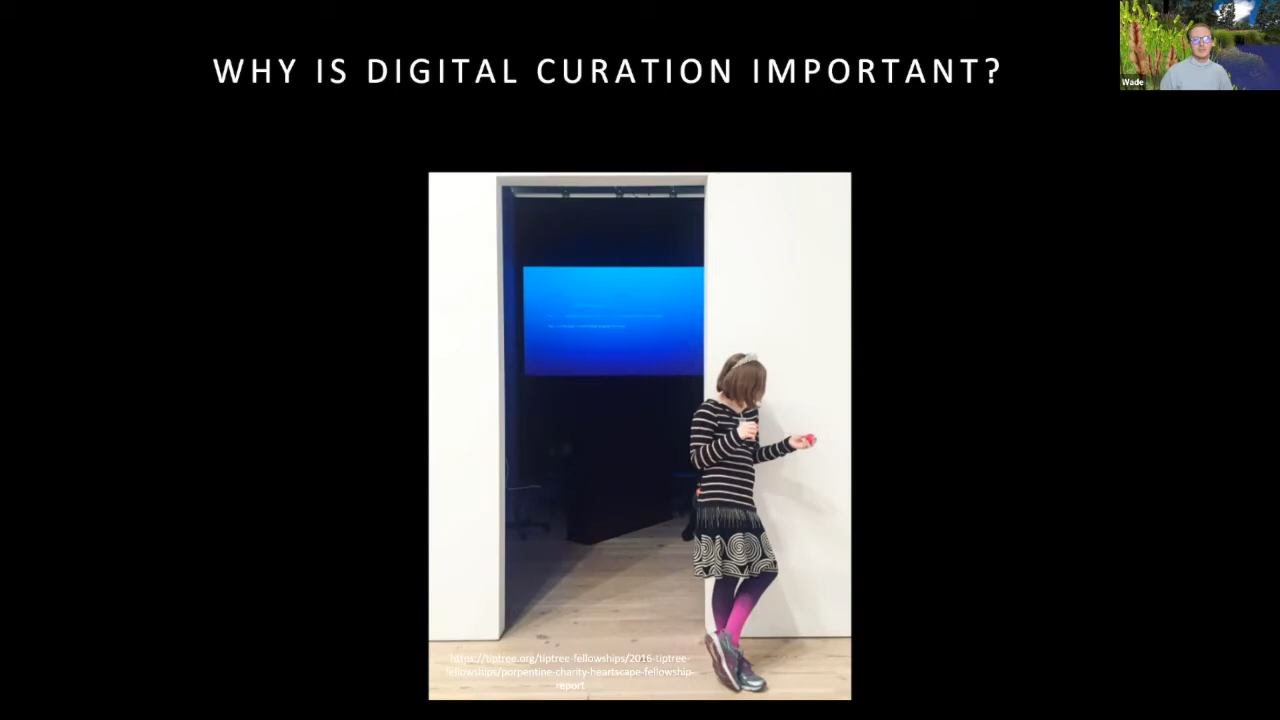 WHY IS DIGITAL CURATION IMPORTANT?
Wade
https://tiptree.org/tiptree-fellowships/2016-tiptree-
fellowships/porpentine-charity-heartscape-fellowship-
report